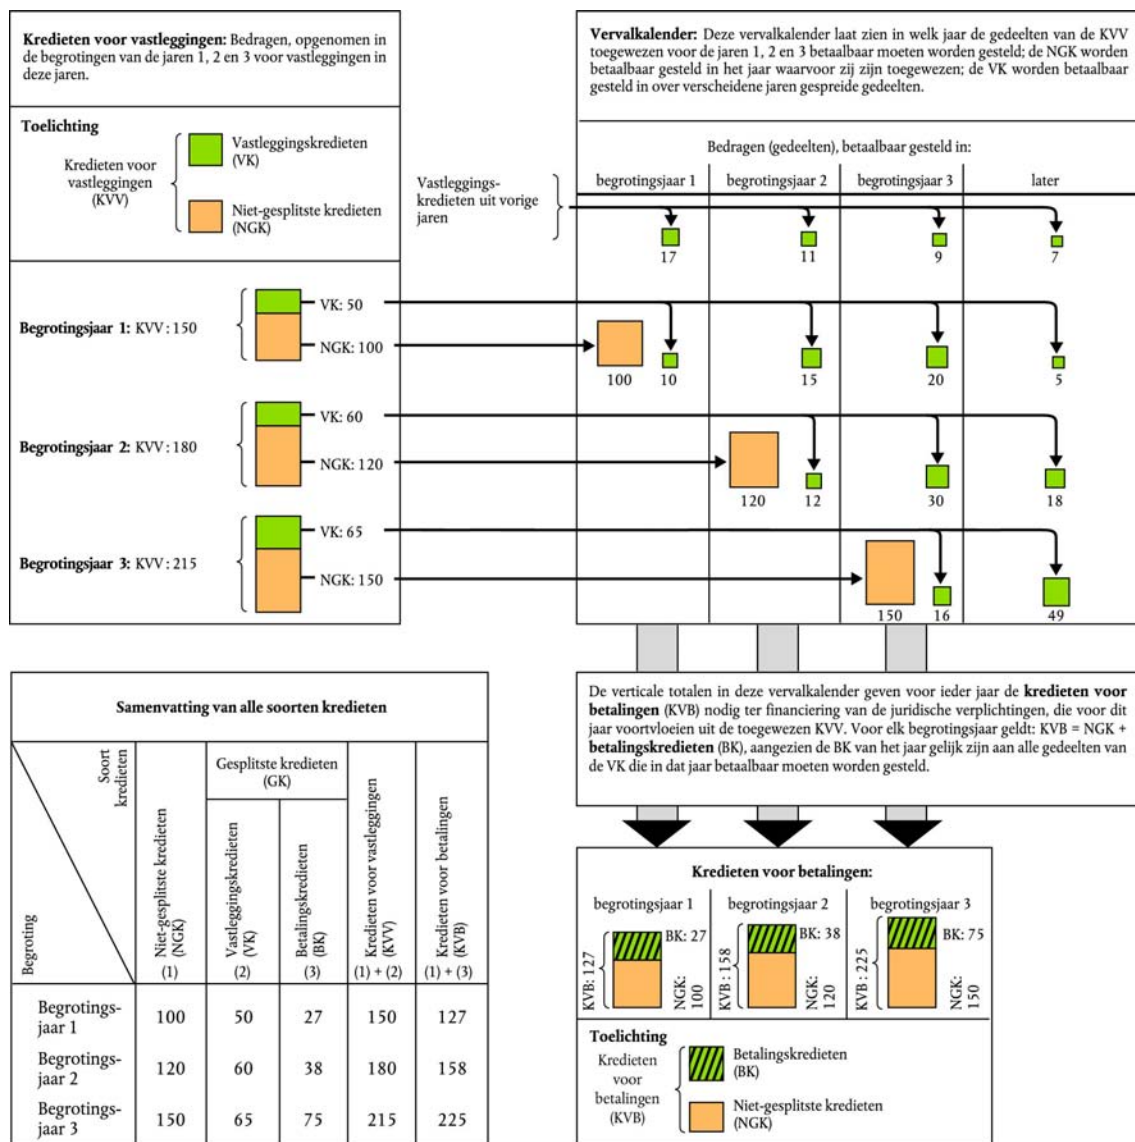 Kredieten voor vastleggingen: Bedragen, opgenomen in
de begrotingen van de jaren 1, 2 en 3 voor vastleggingen in
deze jaren.
Toelichting
Kredieten voor
vastleggingen
(KVV)
Vastleggingskredieten
(VK)
Niet-gesplitste kredieten
(NGK)
Vervalkalender: Deze vervalkalender laat zien in welk jaar de gedeelten van de KVV
toegewezen voor de jaren 1, 2 en 3 betaalbaar moeten worden gesteld; de NGK worden
betaalbaar gesteld in het jaar waarvoor zij zijn toegewezen; de VK worden betaalbaar
gesteld in over verscheidene jaren gespreide gedeelten.
Bedragen (gedeelten), betaalbaar gesteld in:
begrotingsjaar 1 begrotingsjaar 2 begrotingsjaar 3 later
Vastleggings-
kredieten uit vorige
jaren
17 11 9 7
Begrotingsjaar 1: KVV : 150
VK: 50
NGK: 100
100 10 15 20 5
Begrotingsjaar 2: KVV : 180
VK: 60
NGK: 120
120 12 30 18
Begrotingsjaar 3: KVV : 215
VK: 65
NGK: 150
150 16 49
De verticale totalen in deze vervalkalender geven voor ieder jaar de kredieten voor
betalingen (KVB) nodig ter financiering van de juridische verplichtingen, die voor dit
jaar voortvloeien uit de toegewezen KVV. Voor elk begrotingsjaar geldt: KVB = NGK +
betalingskredieten (BK), aangezien de BK van het jaar gelijk zijn aan alle gedeelten van
de VK die in dat jaar betaalbaar moeten worden gesteld.
Samenvatting van alle soorten kredieten
Soort
kredieten
Begroting
Gesplitste kredieten
(GK)
Niet-gesplitste kredieten
(NGK)
(1)
Vastleggingskredieten
(VK)
(2)
Betalingskredieten
(BK)
(3)
Kredieten voor vastleggingen
(KVV)
(1) + (2)
Kredieten voor betalingen
(KVB)
(1) + (3)
Begrotings-
jaar 1
100 50 27 150 127
Begrotings-
jaar 2
120 60 38 180 158
Begrotings-
jaar 3
150 65 75 215 225
Kredieten voor betalingen:
begrotingsjaar 1 begrotingsjaar 2 begrotingsjaar 3
KVB: 127
BK: 27
NGK:
100
KVB : 158
BK: 38
NGK:
120
KVB: 225
BK: 75
NGK:
150
Toelichting
Kredieten
voor
betalingen
(KVB)
Betalingskredieten
(BK)
Niet-gesplitste kredieten
(NGK)